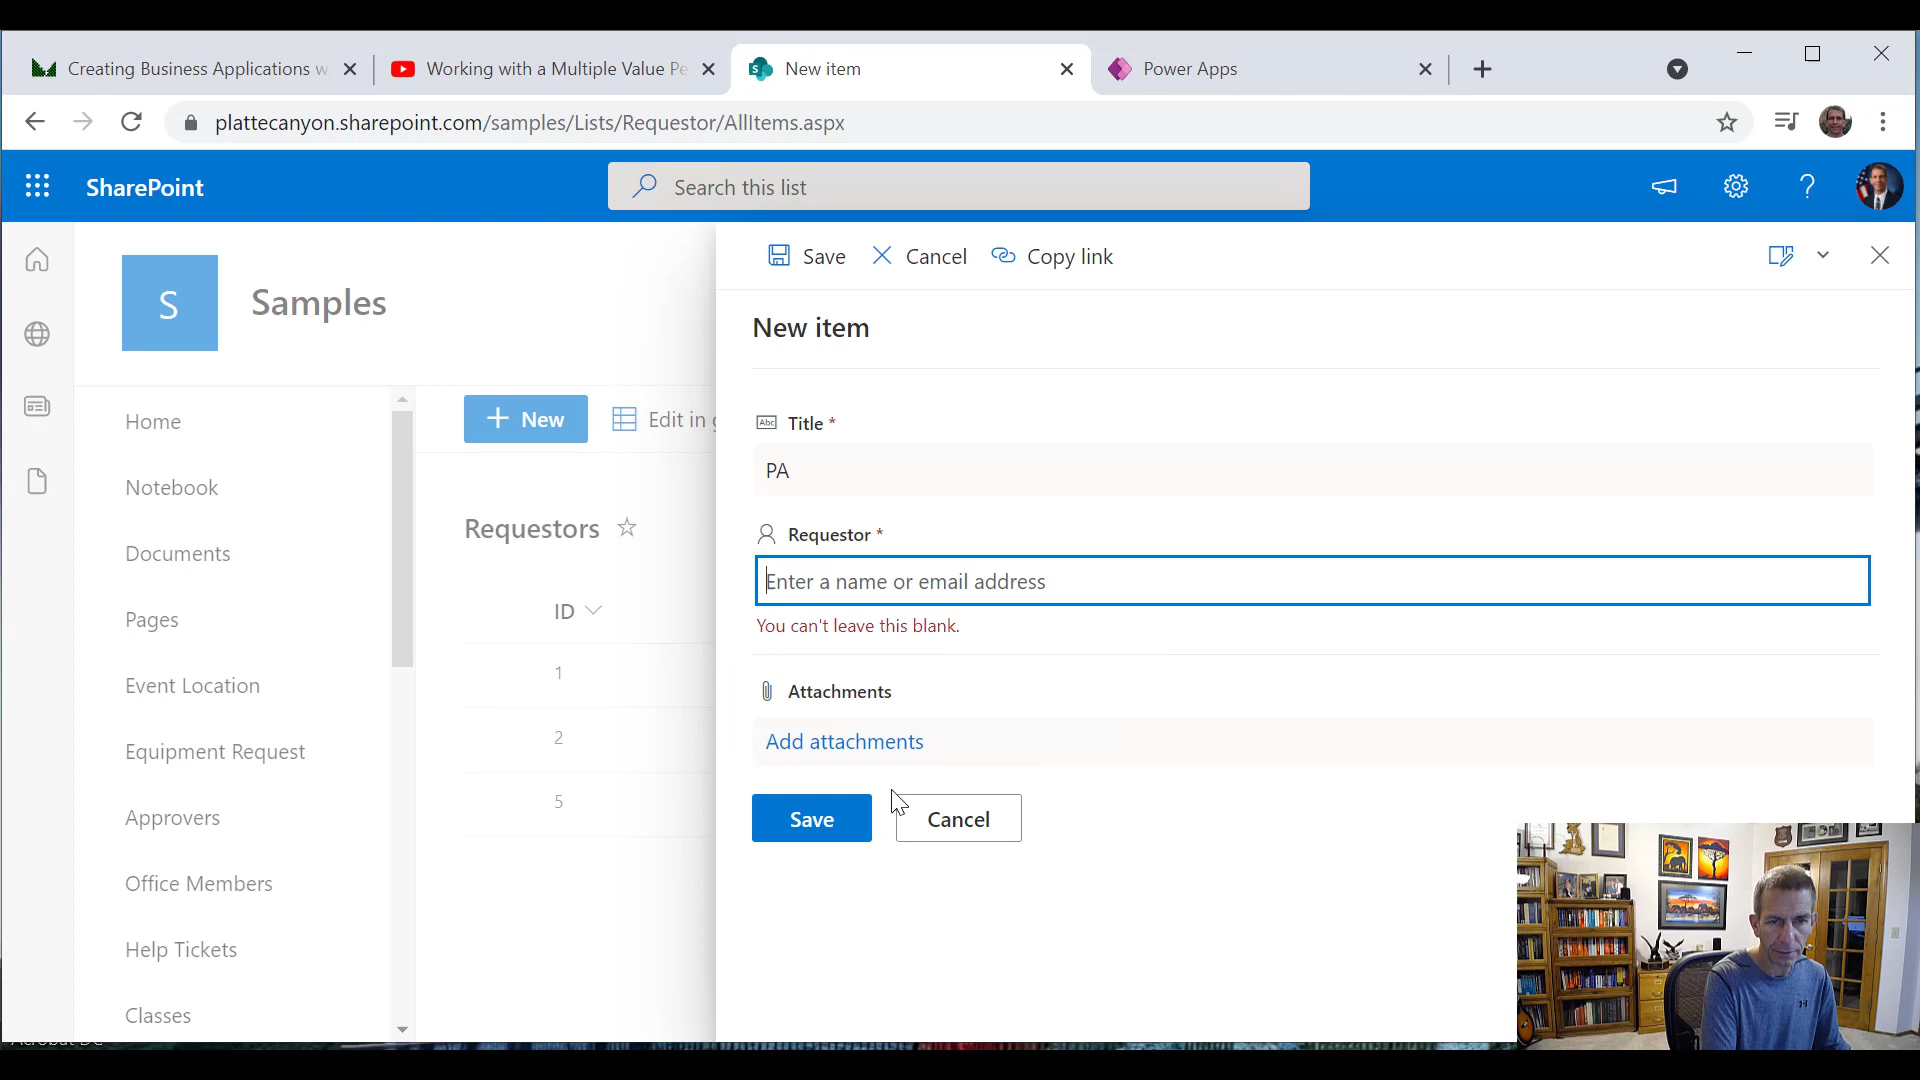 Creating Business Applications w
Working with a Multiple Value Pe
New item
Power Apps
plattecanyon.sharepoint.com/samples/Lists/Requestor/AllItems.aspx
SharePoint
Search this list
?
S
Samples
Save
Cancel
Copy link
New item
Home
Notebook
Documents
Pages
Event Location
Equipment Request
Approvers
Office Members
Help Tickets
Classes
New
Edit in g
Requestors
ID
1
2
5
Abc
Title *
PA
Requestor *
Enter a name or email address
You can't leave this blank.
Attachments
Add attachments
Save
Cancel
Acrobat DC